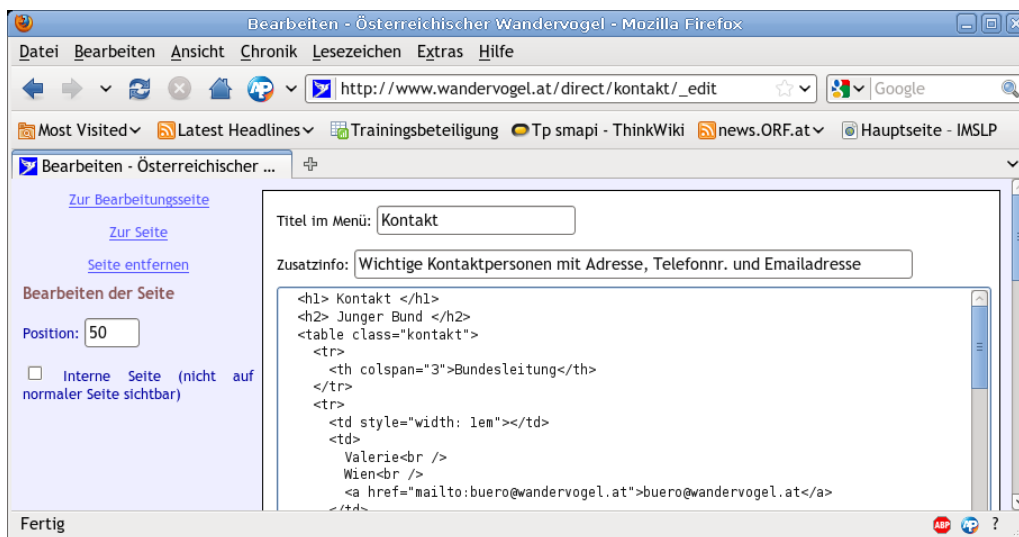 Bearbeiten - Österreichischer Wandervogel - Mozilla Firefox
Datei Bearbeiten Ansicht Chronik Lesezeichen Extras Hilfe
http://www.wandervogel.at/direct/kontakt/_edit Google
Most Visited Latest Headlines Trainingsbeteiligung Tp smapi - ThinkWiki news.ORF.at Hauptseite - IMSLP
Bearbeiten - Österreichischer ...
Zur Bearbeitungsseite
Zur Seite
Seite entfernen
Bearbeiten der Seite
Position: 50
Interne Seite (nicht auf
normaler Seite sichtbar)
Titel im Menü: Kontakt
Zusatzinfo: Wichtige Kontaktpersonen mit Adresse, Telefonnr. und Emailadresse
<h1> Kontakt </h1>
<h2> Junger Bund </h2>
<table class="kontakt">
<tr>
<th colspan="3">Bundesleitung</th>
</tr>
<tr>
<td style="width: 1em"></td>
<td>
Valerie<br />
Wien<br />
<a href="mailto:buero@wandervogel.at">buero@wandervogel.at</a>
</td>
Fertig ABP ?